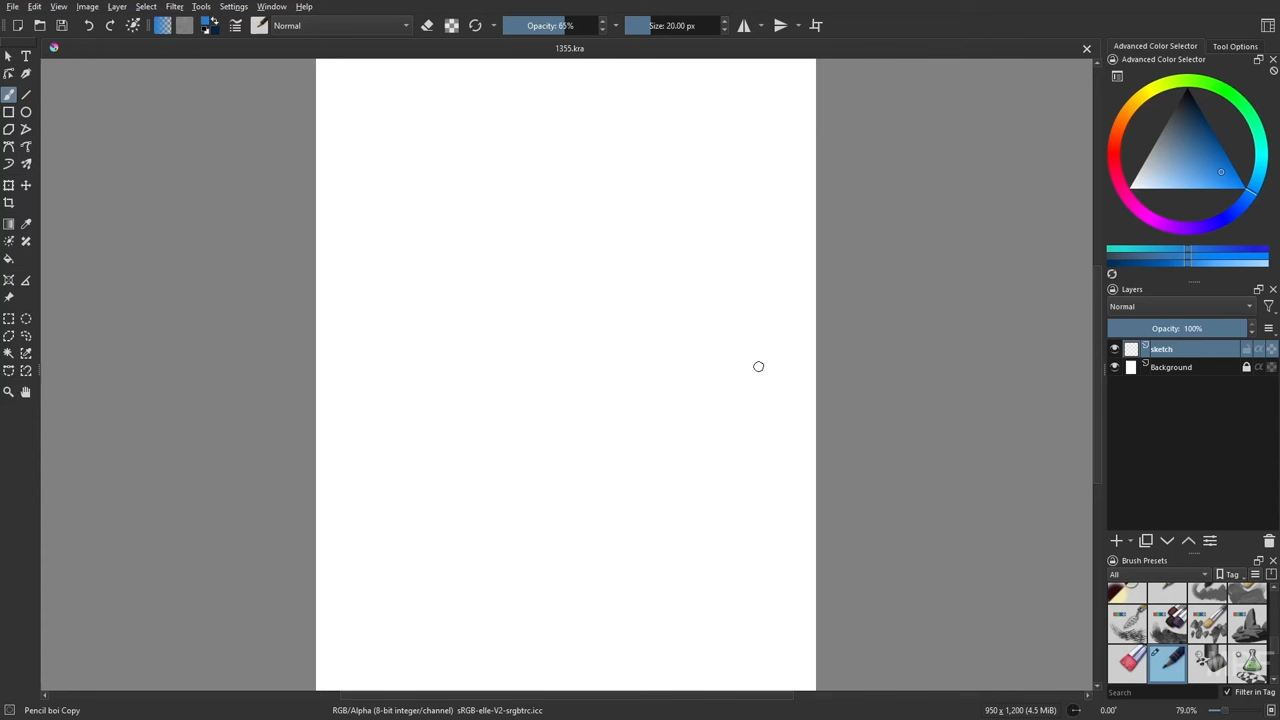 File Edit View Image Layer Select Filter Tools Settings Window Help
Normal Opacity: 65% Size: 20.00 px
1355.kra
Advanced Color Selector Tool Options
Advanced Color Selector
Layers
Normal
Opacity: 100%
sketch
Background
Brush Presets
All Tag
Search Filter in Tag
Pencil boi Copy RGB/Alpha (8-bit integer/channel) sRGB-elle-V2-srgbtrc.icc 950 x 1,200 (4.5 MiB) 0.00° 79.0%